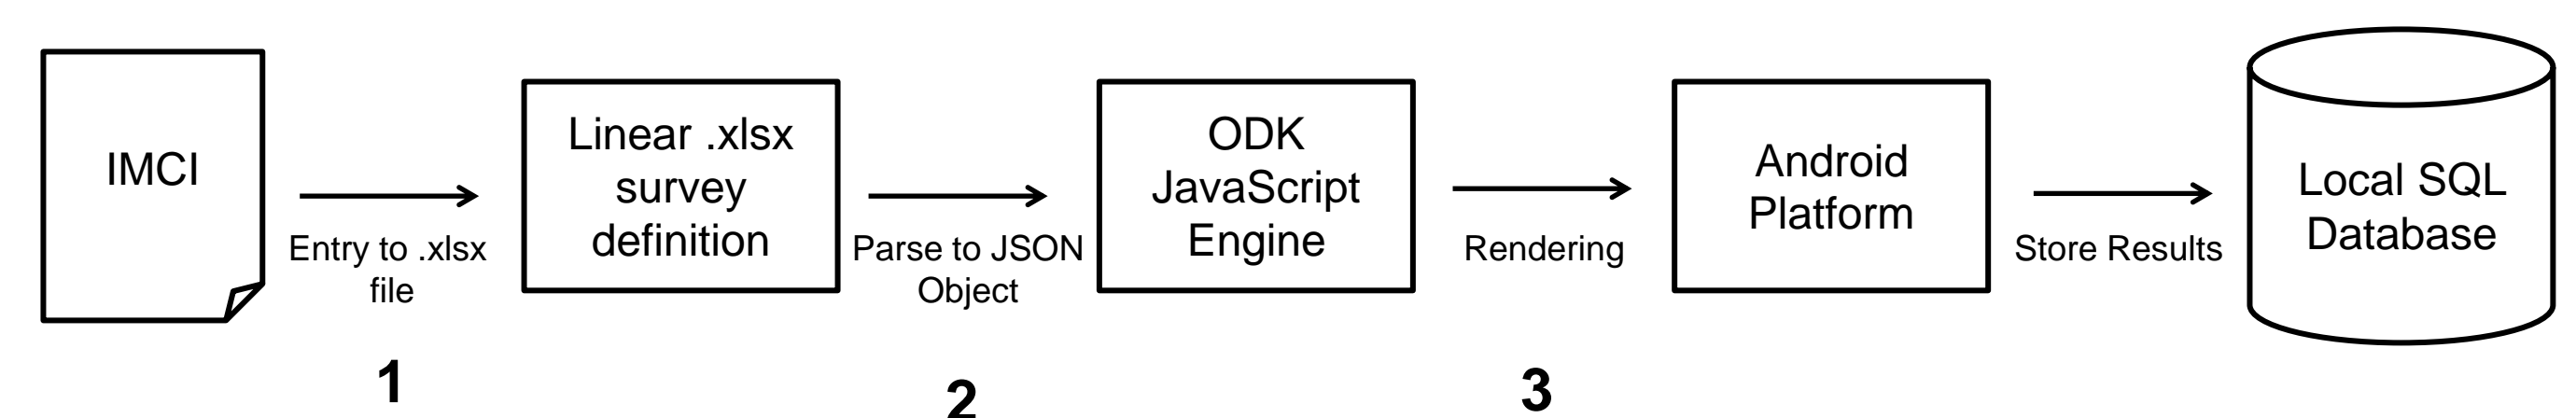 IMCI
Entry to .xlsx
file
1
Linear .xlsx
survey
definition
Parse to JSON
Object
2
ODK
JavaScript
Engine
Rendering
3
Android
Platform
Store Results
Local SQL
Database